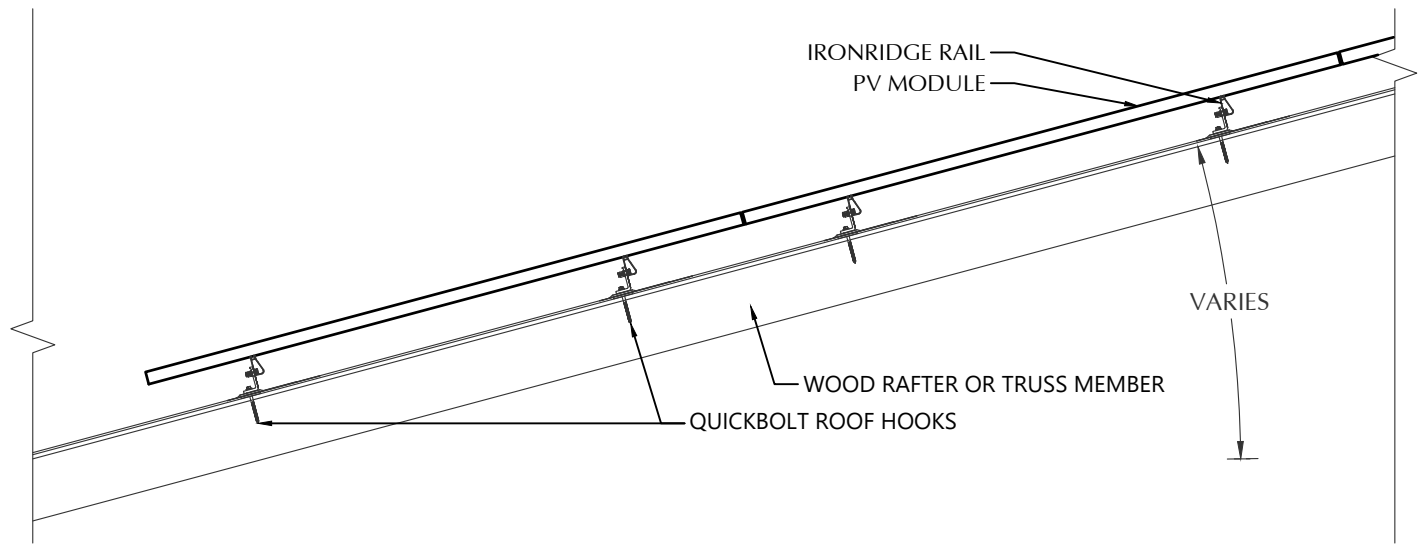 IRONRIDGE RAIL
PV MODULE
VARIES
WOOD RAFTER OR TRUSS MEMBER
QUICKBOLT ROOF HOOKS